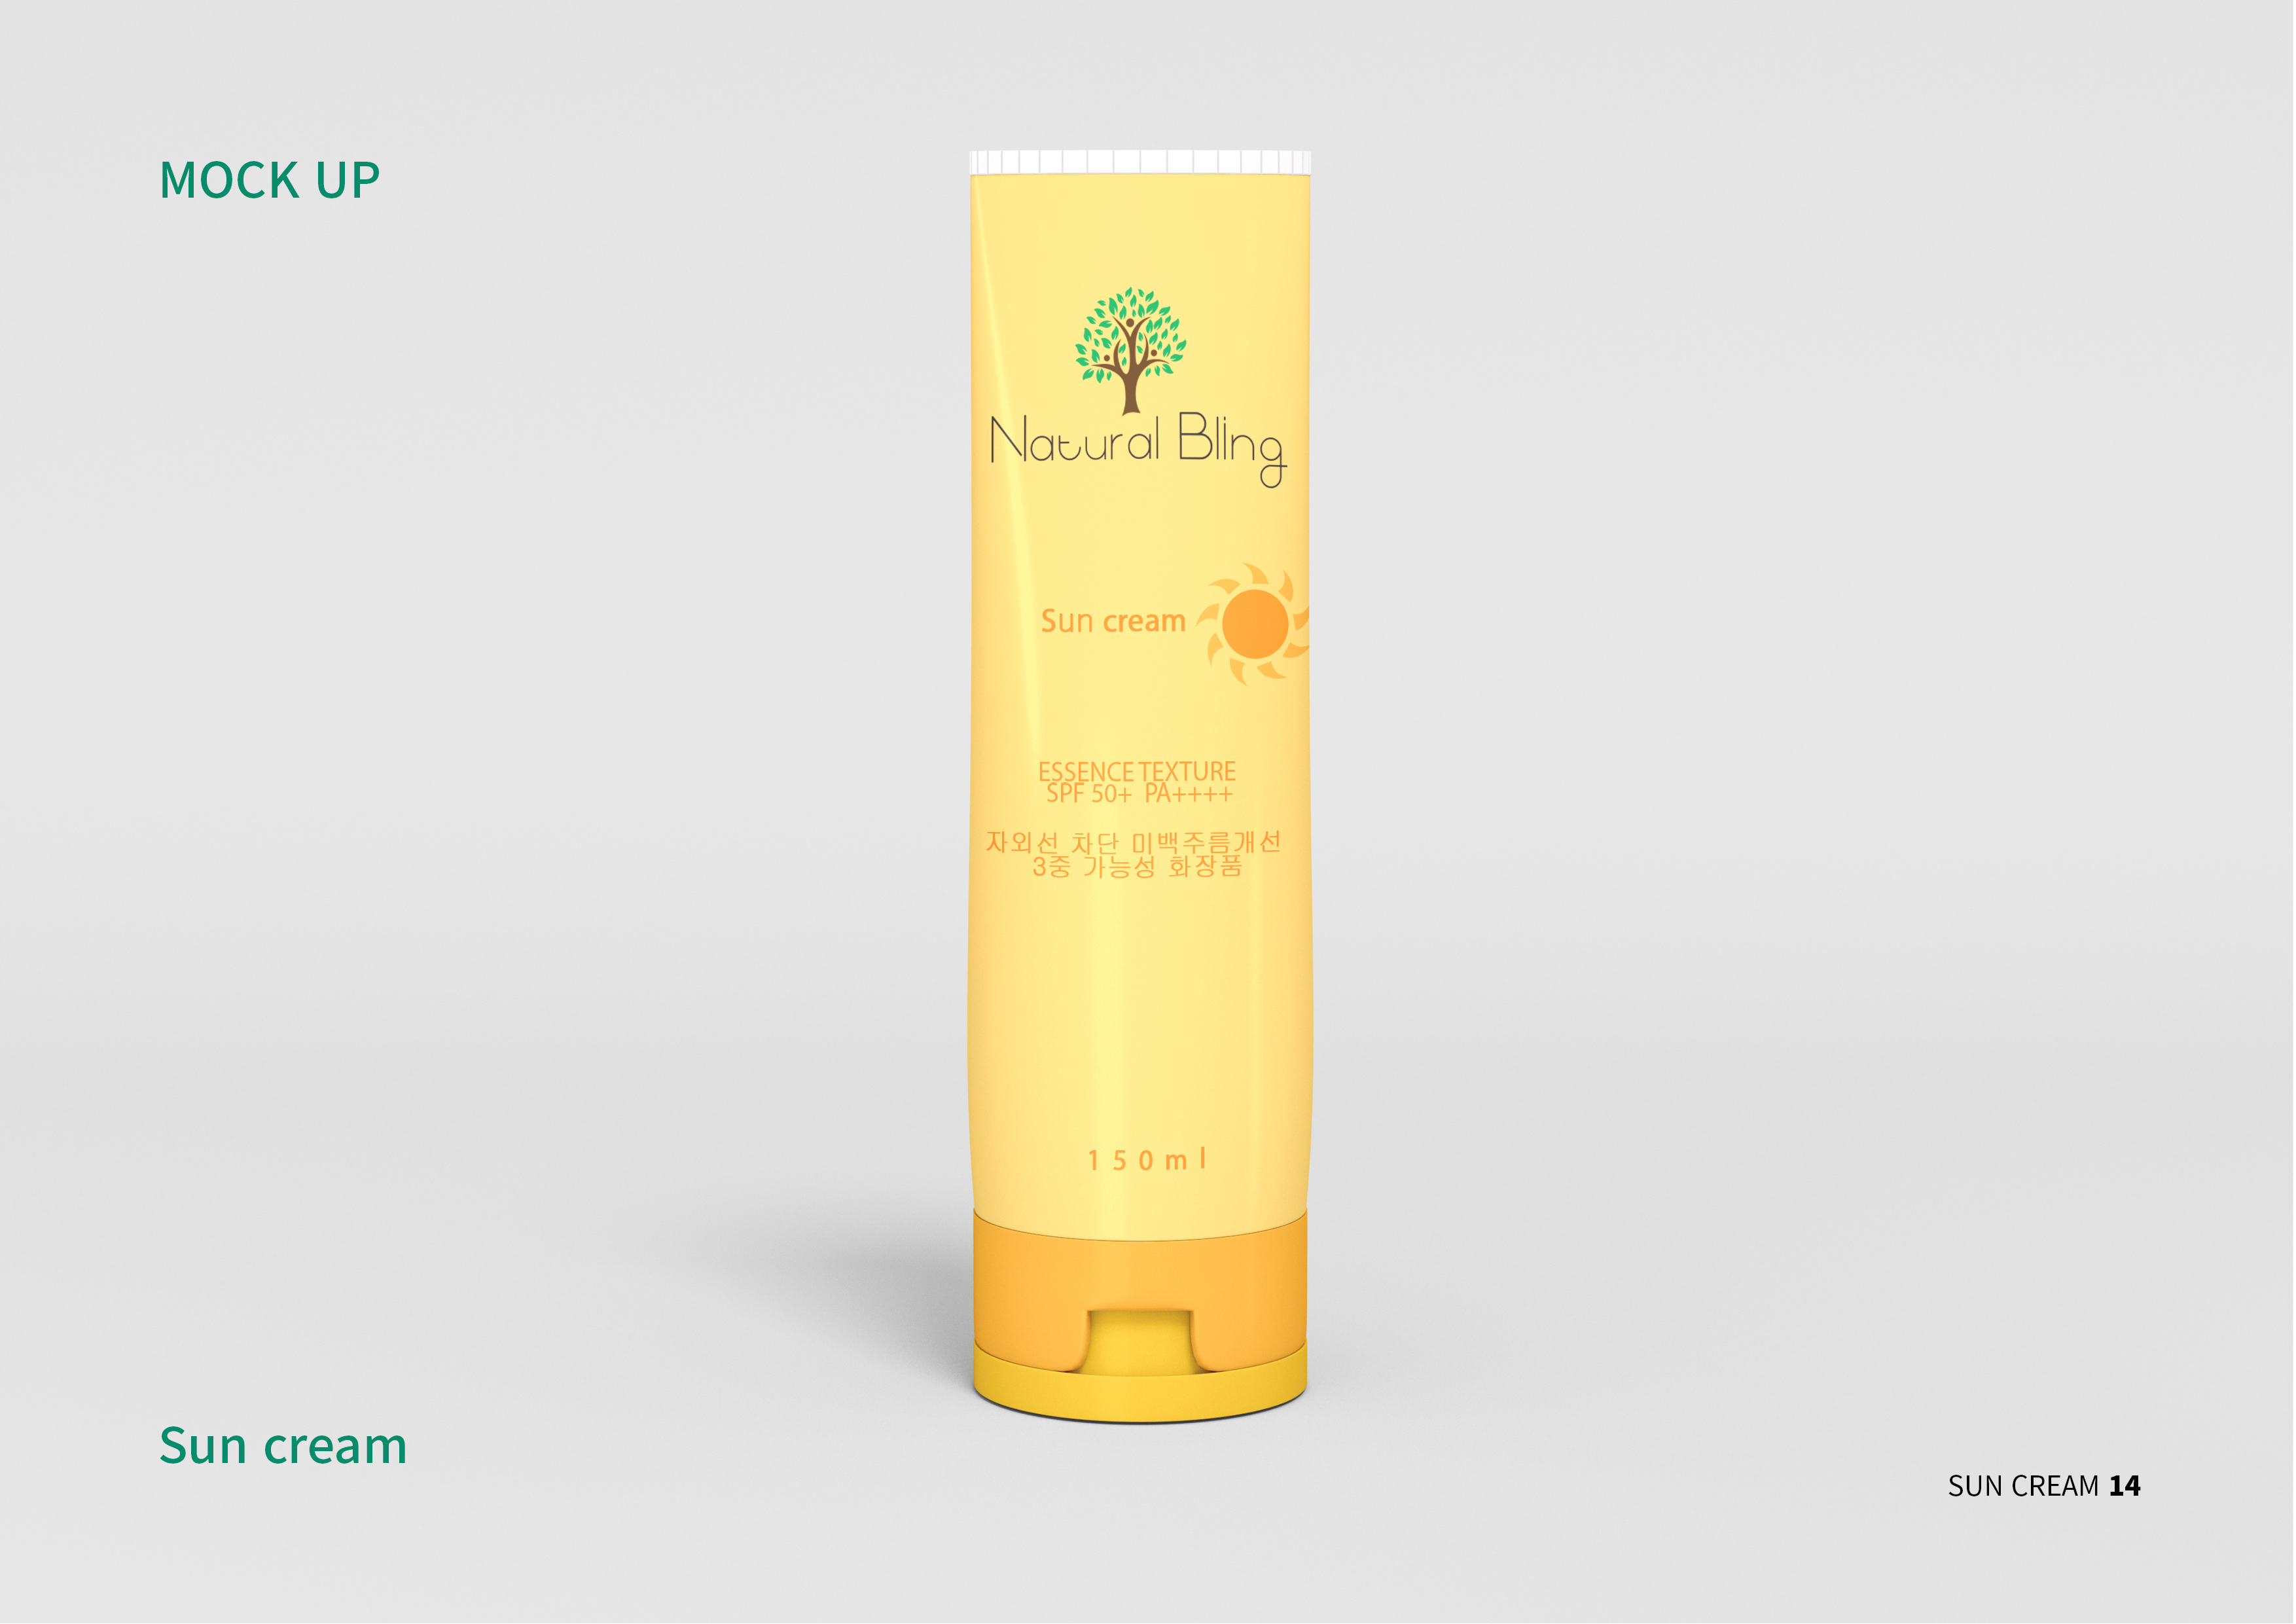 MOCK UP
Natural Bling
Sun cream
ESSENCE TEXTURE
SPF 50+ PA++++
자외선 차단 미백주름개선
3중 가능성 화장품
150ml
Sun cream
SUN CREAM 14